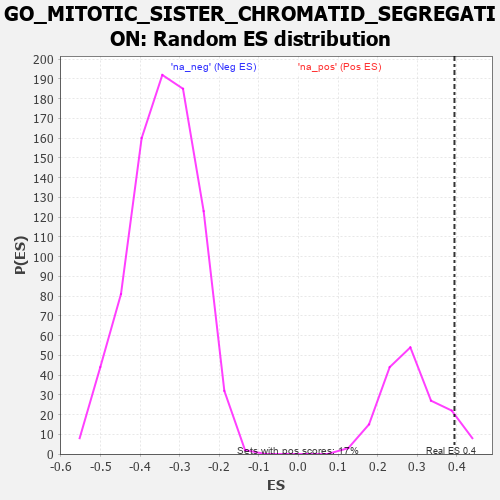 GO_MITOTIC_SISTER_CHROMATID_SEGREGATI
ON: Random ES distribution
'na_neg' (Neg ES) 'na_pos' (Pos ES)
200
190
180
170
160
150
140
130
120
110
100
90
80
70
60
50
40
30
20
10
0
P(ES)
Sets with pos scores: 17%
Real ES 0.4
-0.6 -0.5 -0.4 -0.3 -0.2 -0.1 0.0 0.1 0.2 0.3 0.4
ES